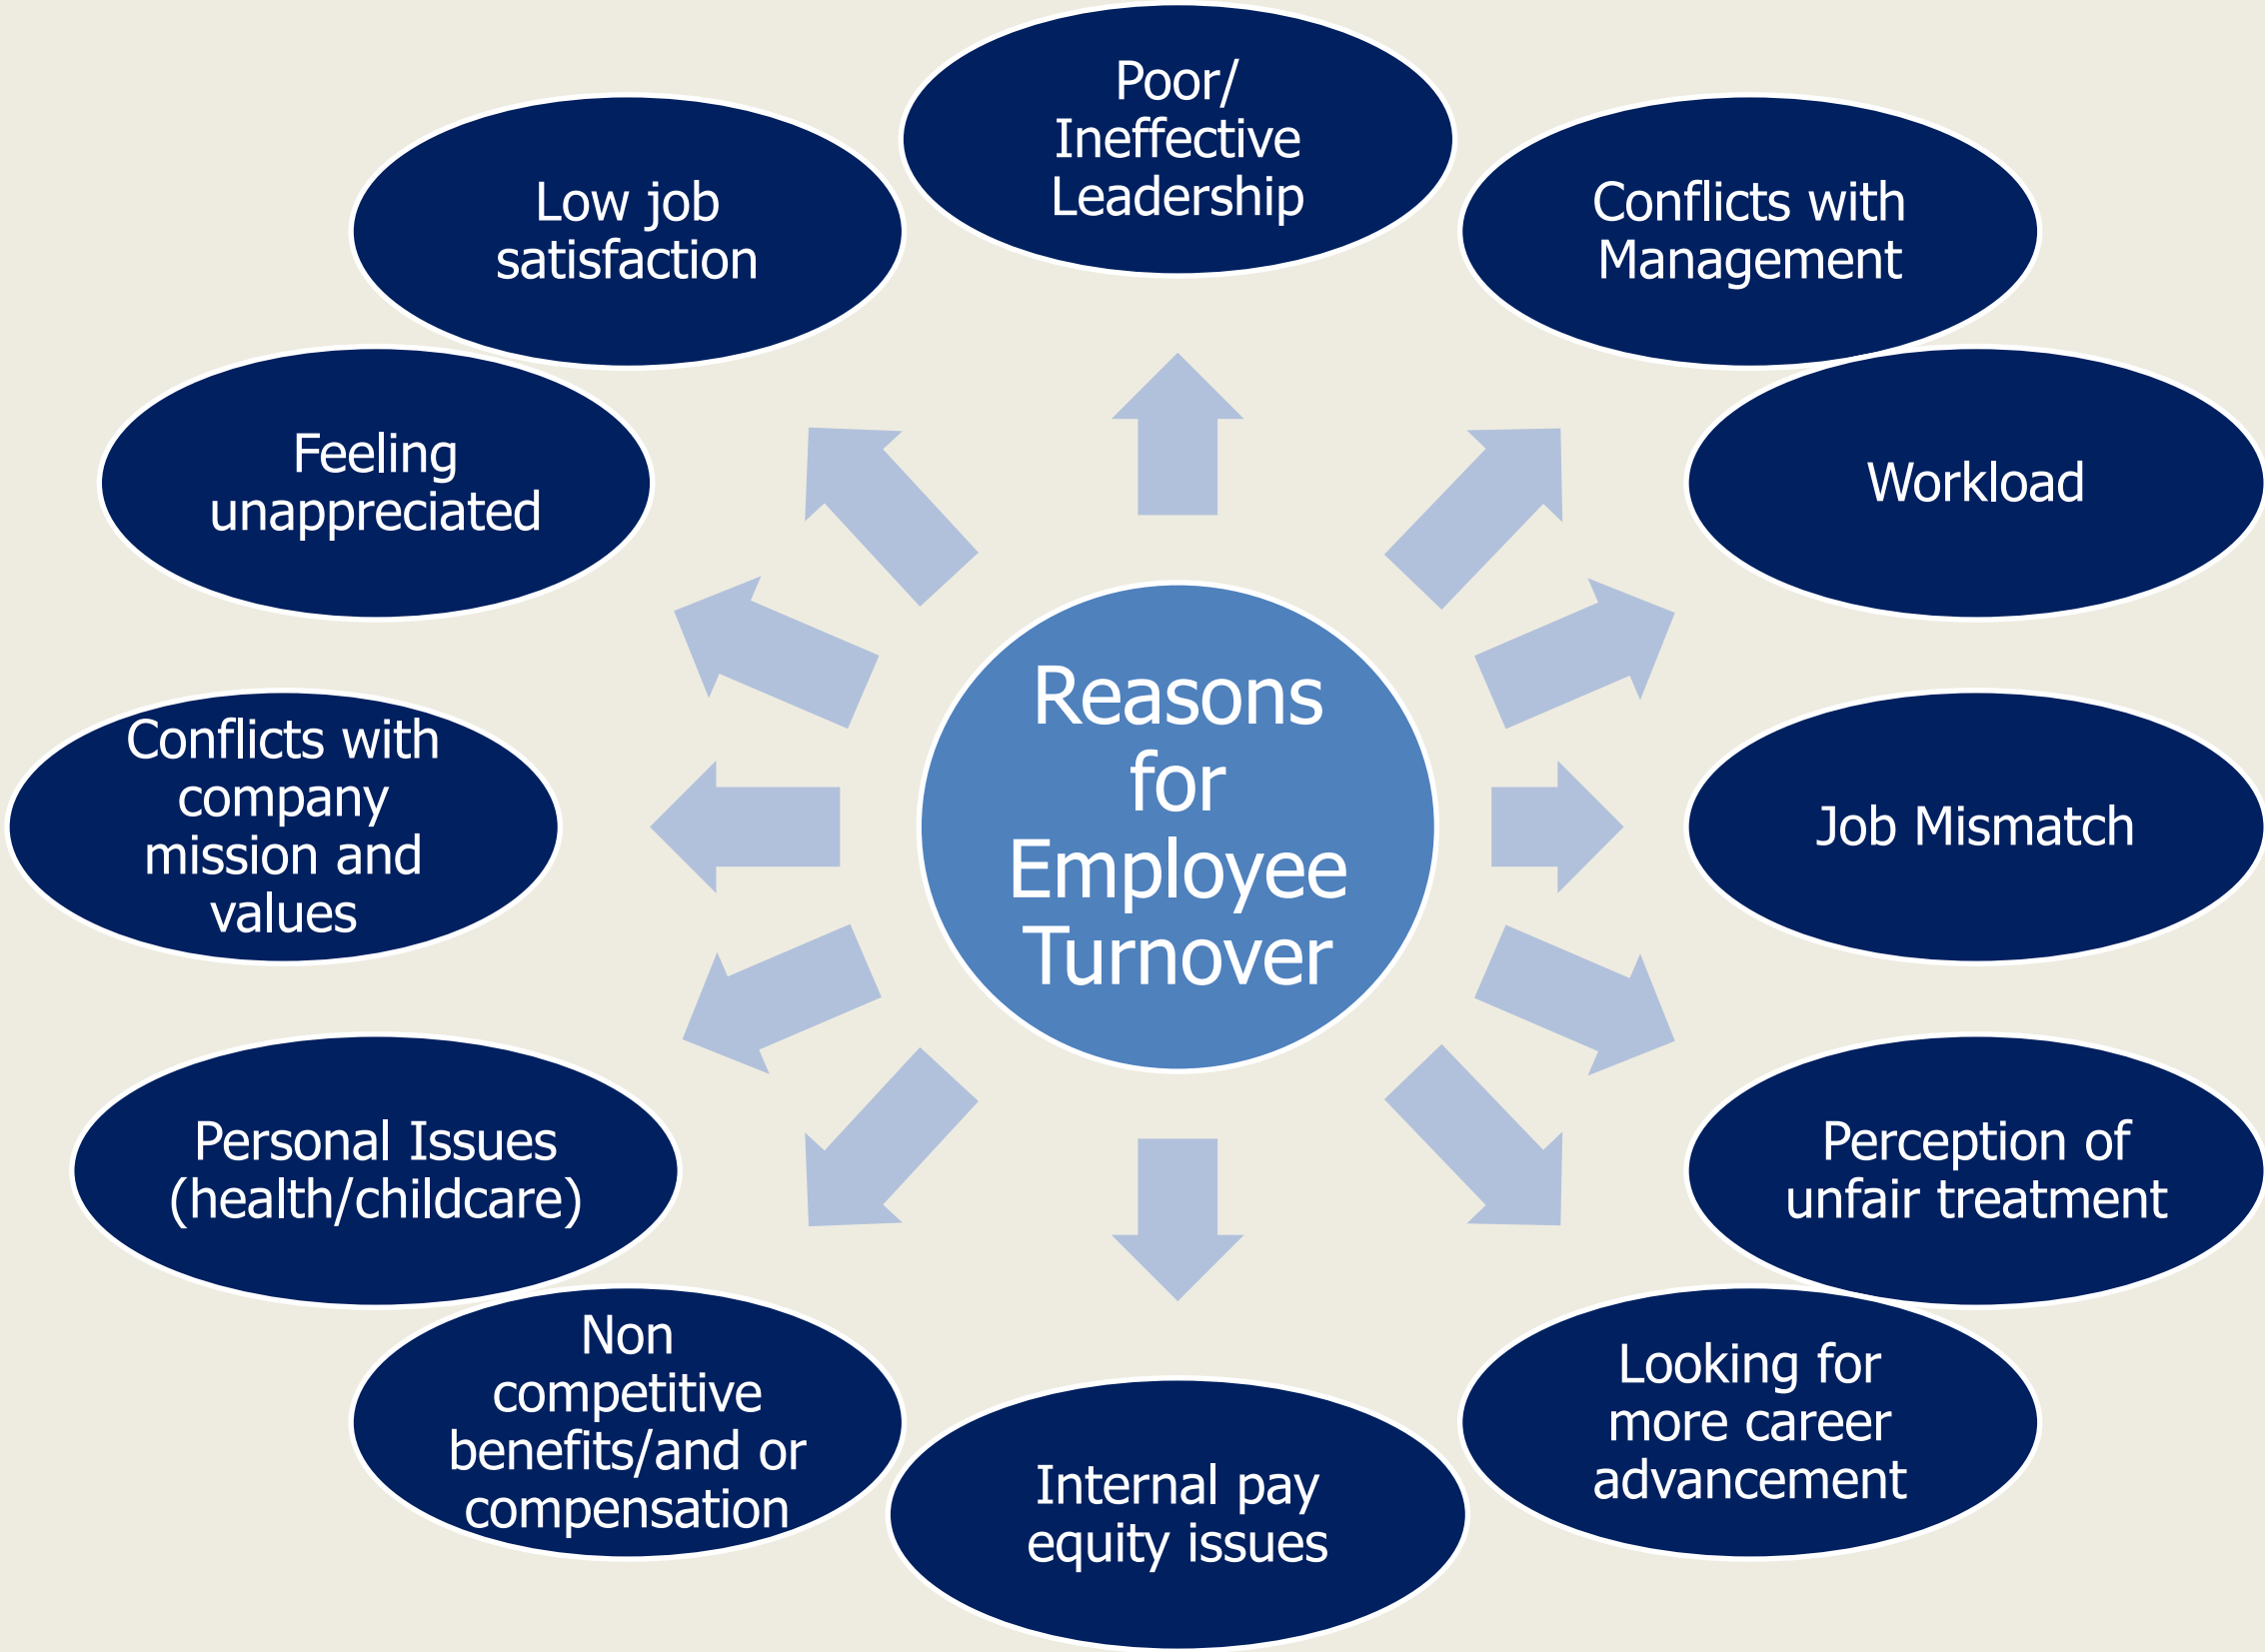 Reasons
for
Employee
Turnover
Poor/
Ineffective
Leadership
Conflicts with
Management
Workload
Job Mismatch
Perception of
unfair treatment
Looking for
more career
advancement
Internal pay
equity issues
Non
competitive
benefits/and or
compensation
Personal Issues
(health/childcare)
Conflicts with
company
mission and
values
Feeling
unappreciated
Low job
satisfaction